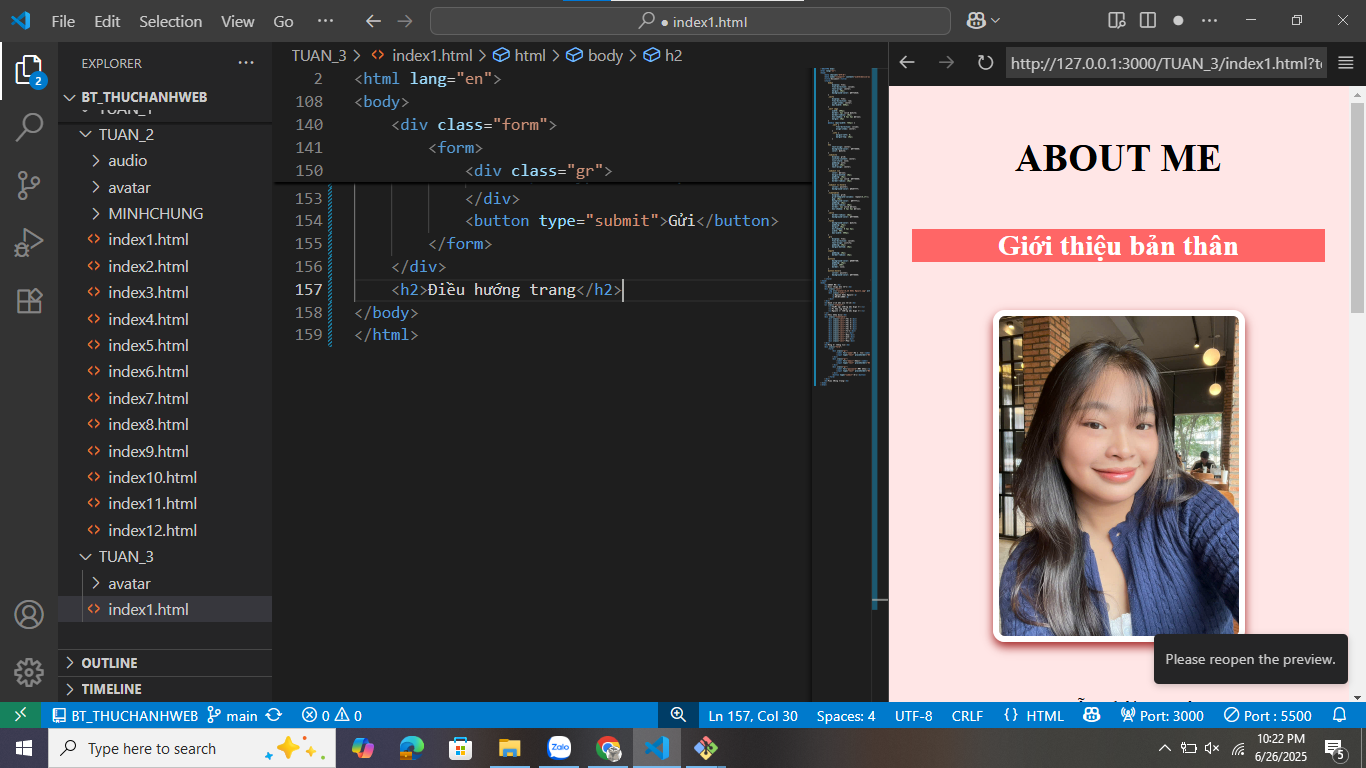 File Edit Selection View Go ··· ● index1.html
EXPLORER ···
BT_THUCHANHWEB
TUAN_1
TUAN_2
audio
avatar
MINHCHUNG
index1.html
index2.html
index3.html
index4.html
index5.html
index6.html
index7.html
index8.html
index9.html
index10.html
index11.html
index12.html
TUAN_3
avatar
index1.html
OUTLINE
TIMELINE
2
TUAN_3 > index1.html > html > body > h2
2 <html lang="en">
108 <body>
140 <div class="form">
141 <form>
150 <div class="gr">
153 </div>
154 <button type="submit">Gửi</button>
155 </form>
156 </div>
157 <h2>Điều hướng trang</h2>
158 </body>
159 </html>
http://127.0.0.1:3000/TUAN_3/index1.html?t
ABOUT ME
Giới thiệu bản thân
Please reopen the preview.
BT_THUCHANHWEB main 0 0 Ln 157, Col 30 Spaces: 4 UTF-8 CRLF {} HTML Port: 3000 Port : 5500
Type here to search
Zalo
10:22 PM
6/26/2025
5